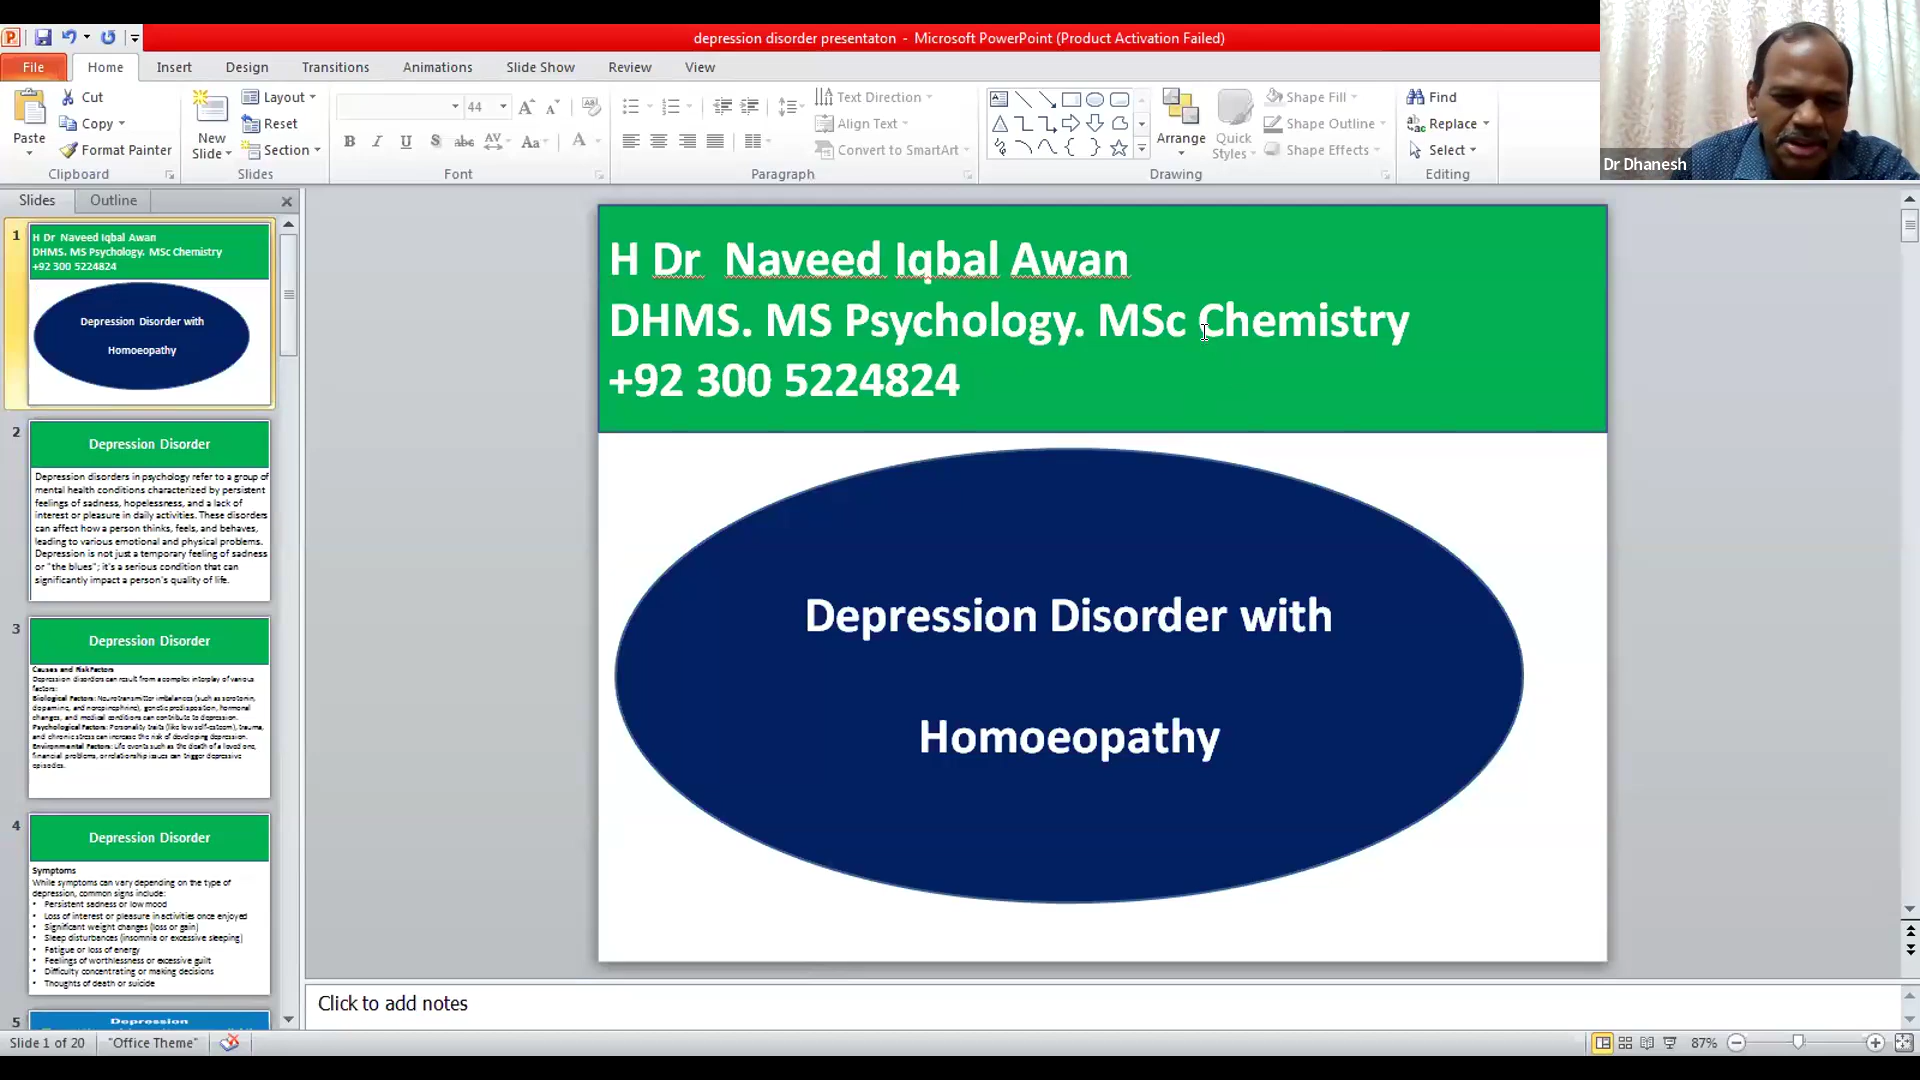 depression disorder presentaton - Microsoft PowerPoint (Product Activation Failed)
File Home Insert Design Transitions Animations Slide Show Review View
Paste
Cut
Copy
Format Painter
Clipboard
New Slide
Layout
Reset
Section
Slides
44
Font
Text Direction
Align Text
Convert to SmartArt
Paragraph
Arrange
Quick Styles
Shape Fill
Shape Outline
Shape Effects
Drawing
Find
Replace
Select
Editing
Dr Dhanesh
Slides Outline
1
H Dr Naveed Iqbal Awan
DHMS. MS Psychology. MSc Chemistry
+92 300 5224824
Depression Disorder with
Homoeopathy
2
Depression Disorder
Depression disorders in psychology refer to a group of
mental health conditions characterized by persistent
feelings of sadness, hopelessness, and a lack of
interest or pleasure in daily activities. These disorders
can affect how a person thinks, feels, and behaves,
leading to various emotional and physical problems.
Depression is not just a temporary feeling of sadness
or "the blues"; it's a serious condition that can
significantly impact a person's quality of life.
3
Depression Disorder
Causes and Risk Factors
Depression disorders can result from a complex interplay of various
factors:
Biological Factors: Neurotransmitter imbalances (such as serotonin,
dopamine, and norepinephrine), genetic predisposition, hormonal
changes, and medical conditions can contribute to depression.
Psychological Factors: Personality traits (like low self-esteem), trauma,
and chronic stress can increase the risk of developing depression.
Environmental Factors: Life events such as the death of a loved one,
financial problems, or relationship issues can trigger depressive
episodes.
4
Depression Disorder
Symptoms
While symptoms can vary depending on the type of
depression, common signs include:
• Persistent sadness or low mood
• Loss of interest or pleasure in activities once enjoyed
• Significant weight changes (loss or gain)
• Sleep disturbances (insomnia or excessive sleeping)
• Fatigue or loss of energy
• Feelings of worthlessness or excessive guilt
• Difficulty concentrating or making decisions
• Thoughts of death or suicide
5
Depression
H Dr Naveed Iqbal Awan
DHMS. MS Psychology. MSc Chemistry
+92 300 5224824
Depression Disorder with
Homoeopathy
Click to add notes
Slide 1 of 20 "Office Theme" 87%